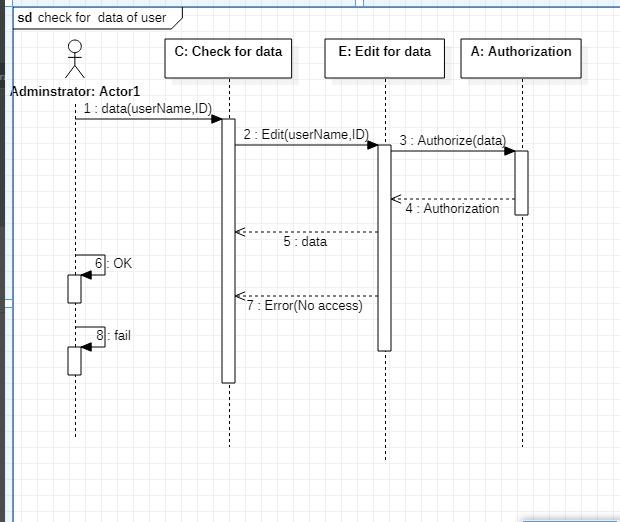 sd check for data of user
C: Check for data
E: Edit for data
A: Authorization
Adminstrator: Actor1
1 : data(userName,ID)
2 : Edit(userName,ID)
3 : Authorize(data)
4 : Authorization
5 : data
6 : OK
7 : Error(No access)
8 : fail